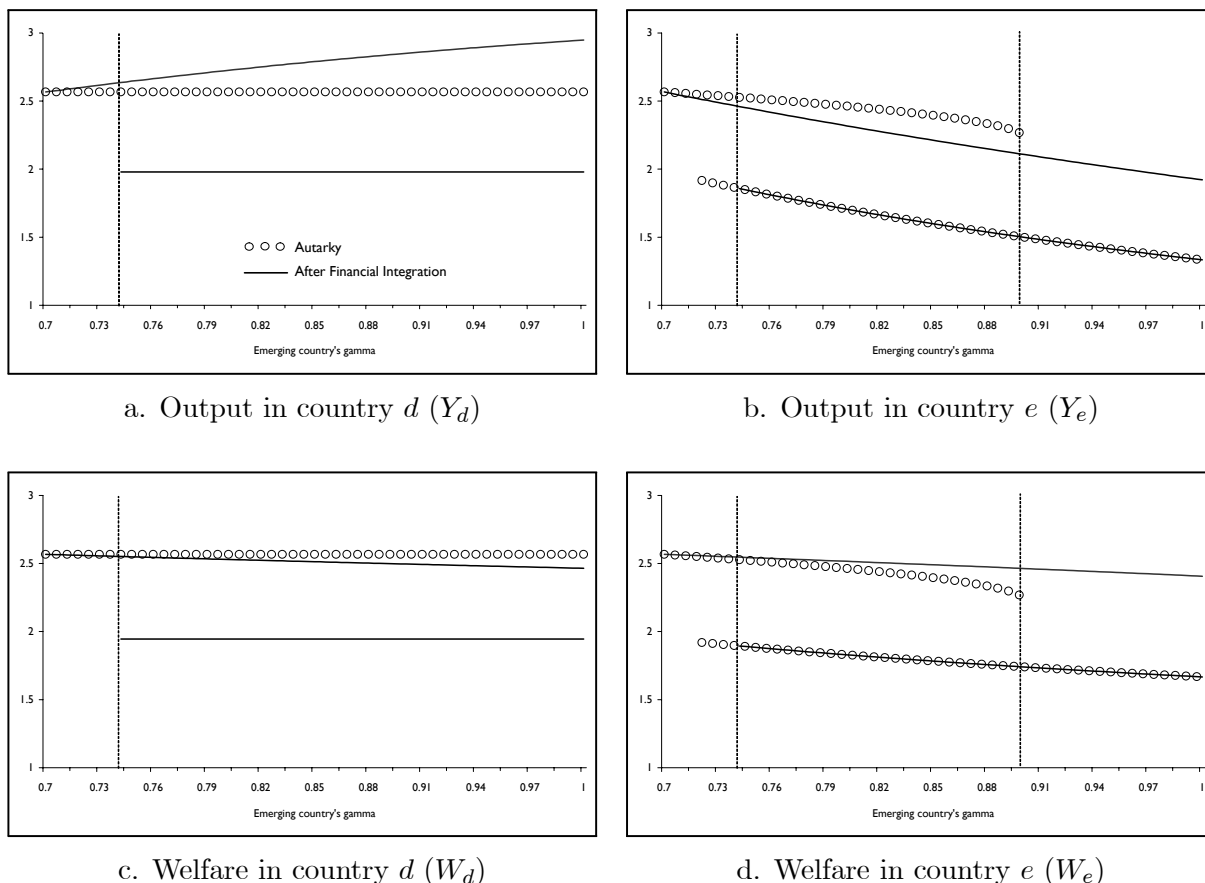 3
2.5
2
1.5
1
Autarky
After Financial Integration
0.7 0.73 0.76 0.79 0.82 0.85 0.88 0.91 0.94 0.97 1
Emerging country's gamma
a. Output in country d (Y_d)
3
2.5
2
1.5
1
0.7 0.73 0.76 0.79 0.82 0.85 0.88 0.91 0.94 0.97 1
Emerging country's gamma
b. Output in country e (Y_e)
3
2.5
2
1.5
1
0.7 0.73 0.76 0.79 0.82 0.85 0.88 0.91 0.94 0.97 1
Emerging country's gamma
c. Welfare in country d (W_d)
3
2.5
2
1.5
1
0.7 0.73 0.76 0.79 0.82 0.85 0.88 0.91 0.94 0.97 1
Emerging country's gamma
d. Welfare in country e (W_e)